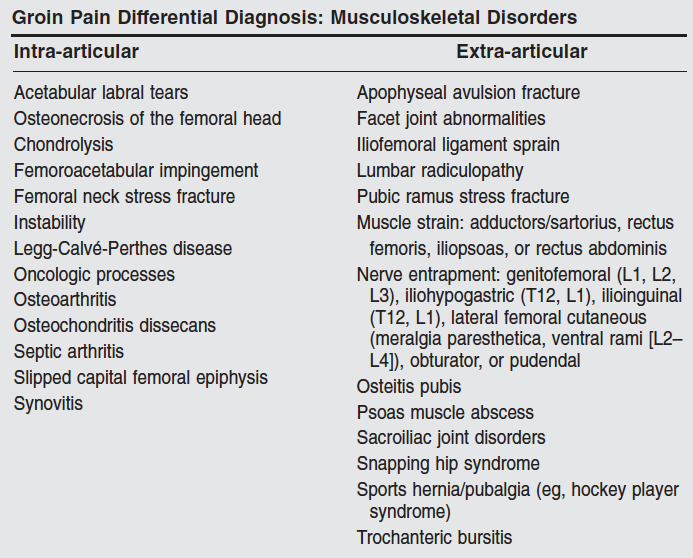 Groin Pain Differential Diagnosis: Musculoskeletal Disorders
Intra-articular
Acetabular labral tears
Osteonecrosis of the femoral head
Chondrolysis
Femoroacetabular impingement
Femoral neck stress fracture
Instability
Legg-Calvé-Perthes disease
Oncologic processes
Osteoarthritis
Osteochondritis dissecans
Septic arthritis
Slipped capital femoral epiphysis
Synovitis
Extra-articular
Apophyseal avulsion fracture
Facet joint abnormalities
Iliofemoral ligament sprain
Lumbar radiculopathy
Pubic ramus stress fracture
Muscle strain: adductors/sartorius, rectus
femoris, iliopsoas, or rectus abdominis
Nerve entrapment: genitofemoral (L1, L2,
L3), iliohypogastric (T12, L1), ilioinguinal
(T12, L1), lateral femoral cutaneous
(meralgia paresthetica, ventral rami [L2–
L4]), obturator, or pudendal
Osteitis pubis
Psoas muscle abscess
Sacroiliac joint disorders
Snapping hip syndrome
Sports hernia/pubalgia (eg, hockey player
syndrome)
Trochanteric bursitis